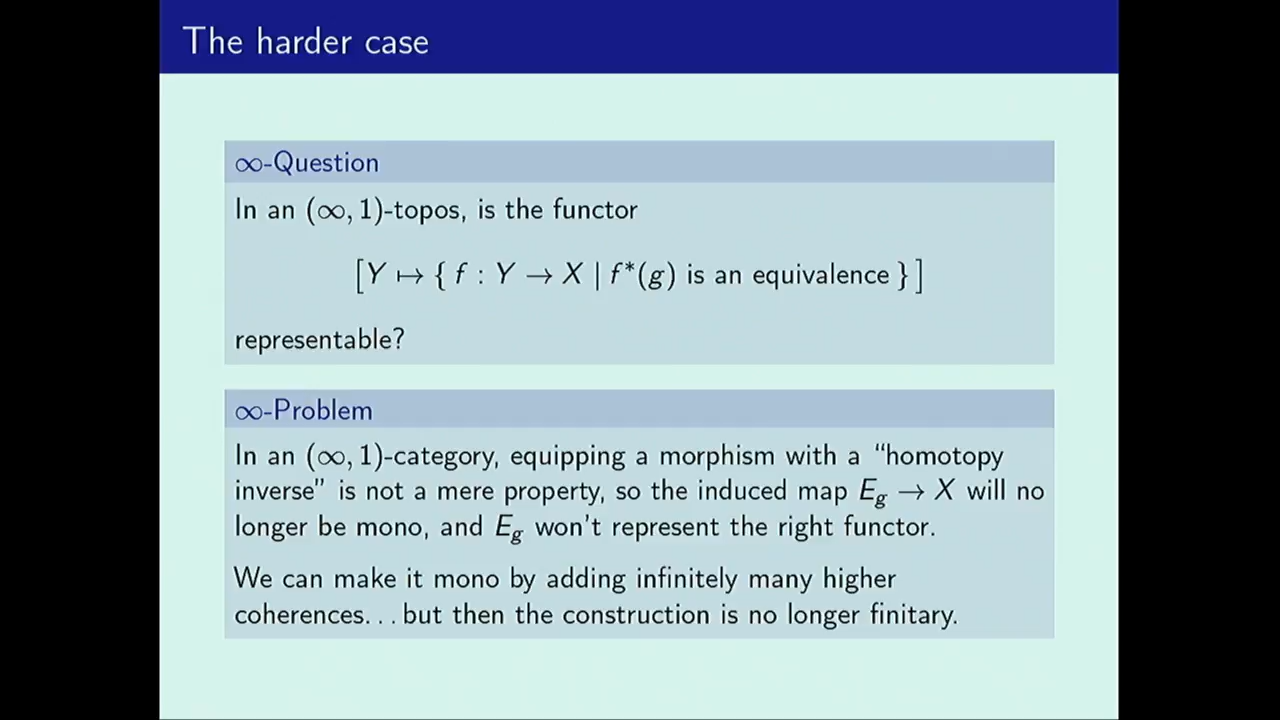 The harder case
∞-Question
In an (∞, 1)-topos, is the functor
[Y ↦ { f : Y → X | f*(g) is an equivalence } ]
representable?
∞-Problem
In an (∞, 1)-category, equipping a morphism with a “homotopy
inverse” is not a mere property, so the induced map E_g → X will no
longer be mono, and E_g won't represent the right functor.
We can make it mono by adding infinitely many higher
coherences. . . but then the construction is no longer finitary.